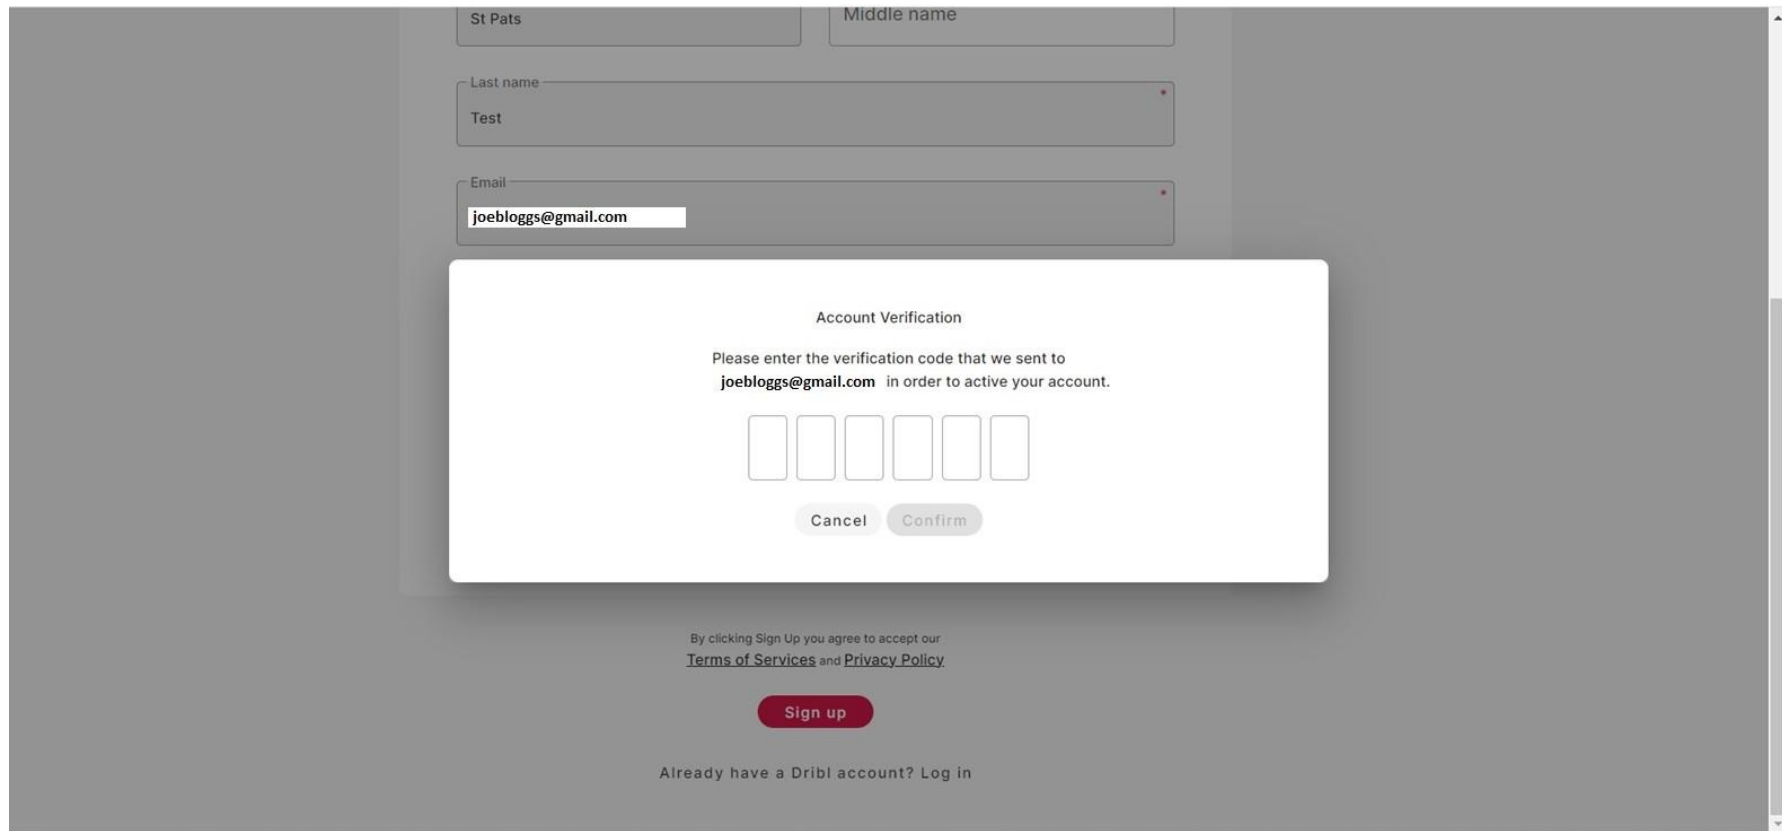 St Pats
Middle name
Last name
*
Test
Email
*
joebloggs@gmail.com
Account Verification
Please enter the verification code that we sent to
joebloggs@gmail.com in order to active your account.
Cancel Confirm
By clicking Sign Up you agree to accept our
Terms of Services and Privacy Policy
Sign up
Already have a Dribl account? Log in